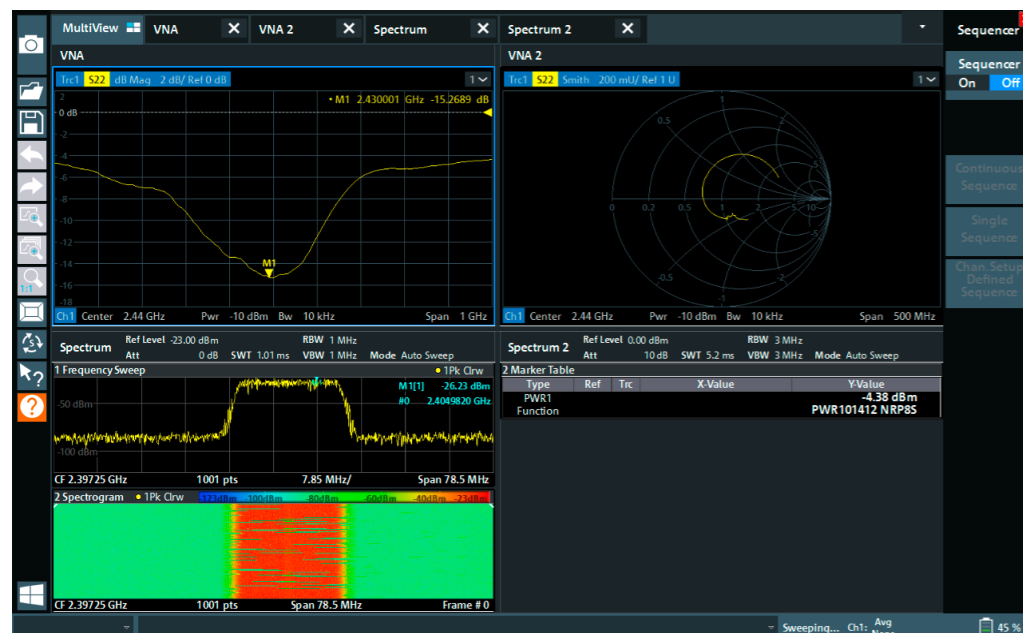 MultiView VNA VNA 2 Spectrum Spectrum 2 Sequencer
VNA
Trc1 S22 dB Mag 2 dB/ Ref 0 dB 1
M1 2.430001 GHz -15.2689 dB
2
0 dB
-2
-4
-6
-8
-10
-12
-14
-16
-18
M1
Ch1 Center 2.44 GHz Pwr -10 dBm Bw 10 kHz Span 1 GHz
VNA 2
Trc1 S22 Smith 200 mU/ Ref 1 U 1
1
0.5
2
5
0 0.2 0.5 1 2 5 10
-5
-0.5
-2
-1
Ch1 Center 2.44 GHz Pwr -10 dBm Bw 10 kHz Span 500 MHz
Spectrum Ref Level -23.00 dBm RBW 1 MHz
Att 0 dB SWT 1.01 ms VBW 1 MHz Mode Auto Sweep
1 Frequency Sweep 1Pk Clrw
M1[1] -26.23 dBm
#0 2.4049820 GHz
-50 dBm
-100 dBm
CF 2.39725 GHz 1001 pts 7.85 MHz/ Span 78.5 MHz
2 Spectrogram 1Pk Clrw -100dBm -80dBm -60dBm -40dBm -23dBm
CF 2.39725 GHz 1001 pts Span 78.5 MHz Frame # 0
Spectrum 2 Ref Level 0.00 dBm RBW 3 MHz
Att 10 dB SWT 5.2 ms VBW 3 MHz Mode Auto Sweep
2 Marker Table
Type Ref Trc X-Value Y-Value
PWR1 -4.38 dBm
Function PWR101412 NRP8S
Sequencer
On Off
Continuous
Sequence
Single
Sequence
Chan.Setup
Defined
Sequence
1:1
Sweeping... Ch1: Avg
45 %